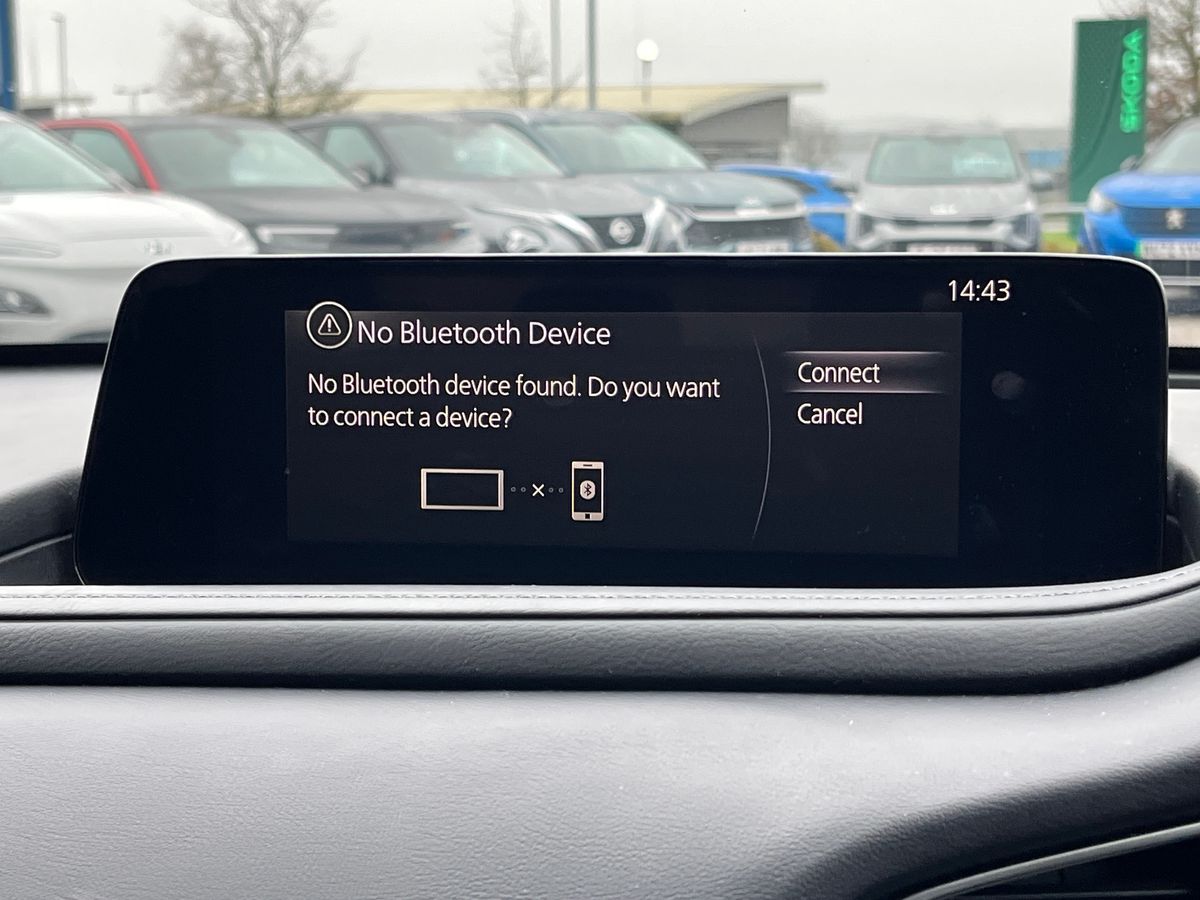 SKODA
14:43
No Bluetooth Device
No Bluetooth device found. Do you want
to connect a device?
Connect
Cancel